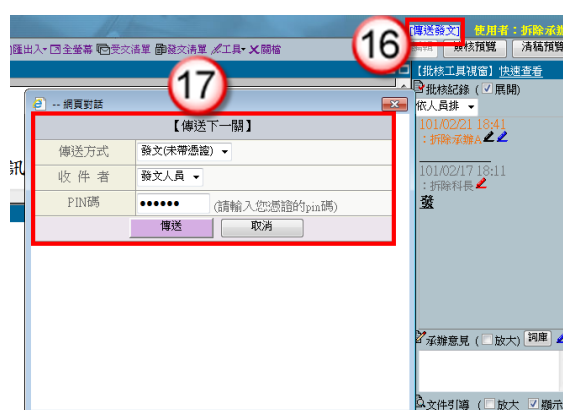 [傳送發文] 使用者：拆除承辦
匯出入 全螢幕 受文清單 發文清單 工具 X關檔
16
簽核預覽 清稿預覽
【批核工具視窗】快速查看
批核記錄 ( 展開)
依人員排
17
-- 網頁對話
【傳送下一關】
傳送方式 發文(未帶憑證)
收 件 者 發文人員
PIN碼 •••••• (請輸入您憑證的pin碼)
傳送 取消
訊
101/02/21 18:41
：拆除承辦A
101/02/17 18:11
：拆除科長
發
承辦意見 ( 放大) 詞庫
文件引導 ( 放大 顯示